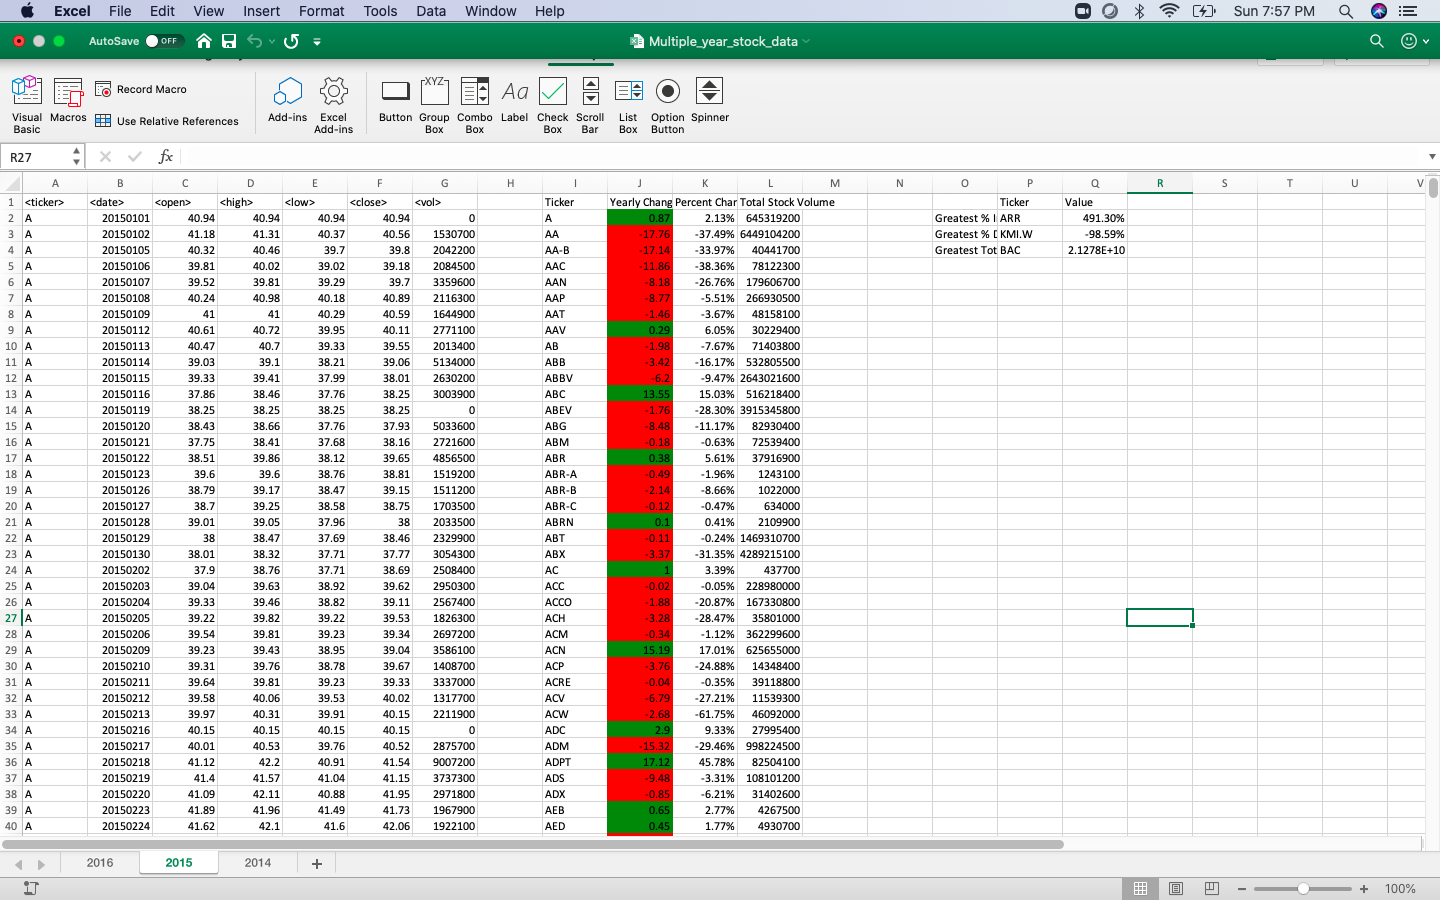 Excel File Edit View Insert Format Tools Data Window Help Sun 7:57 PM
AutoSave OFF Multiple_year_stock_data
Visual Basic Macros Record Macro Use Relative References Add-ins Excel Add-ins Button Group Box Combo Box Label Check Box Scroll Bar List Box Option Button Spinner
XYZ Aa
R27 fx
A B C D E F G H I J K L M N O P Q R S T U V
1 <ticker> <date> <open> <high> <low> <close> <vol> Ticker Yearly Chang Percent Char Total Stock Volume Ticker Value
2 A 20150101 40.94 40.94 40.94 40.94 0 A 0.87 2.13% 645319200 Greatest % I ARR 491.30%
3 A 20150102 41.18 41.31 40.37 40.56 1530700 AA -17.76 -37.49% 6449104200 Greatest % D KMI.W -98.59%
4 A 20150105 40.32 40.46 39.7 39.8 2042200 AA-B -17.14 -33.97% 40441700 Greatest Tot BAC 2.1278E+10
5 A 20150106 39.81 40.02 39.02 39.18 2084500 AAC -11.86 -38.36% 78122300
6 A 20150107 39.52 39.81 39.29 39.7 3359600 AAN -8.18 -26.76% 179606700
7 A 20150108 40.24 40.98 40.18 40.89 2116300 AAP -8.77 -5.51% 266930500
8 A 20150109 41 41 40.29 40.59 1644900 AAT -1.46 -3.67% 48158100
9 A 20150112 40.61 40.72 39.95 40.11 2771100 AAV 0.29 6.05% 30229400
10 A 20150113 40.47 40.7 39.33 39.55 2013400 AB -1.98 -7.67% 71403800
11 A 20150114 39.03 39.1 38.21 39.06 5134000 ABB -3.42 -16.17% 532805500
12 A 20150115 39.33 39.41 37.99 38.01 2630200 ABBV -6.2 -9.47% 2643021600
13 A 20150116 37.86 38.46 37.76 38.25 3003900 ABC 13.55 15.03% 516218400
14 A 20150119 38.25 38.25 38.25 38.25 0 ABEV -1.76 -28.30% 3915345800
15 A 20150120 38.43 38.66 37.76 37.93 5033600 ABG -8.48 -11.17% 82930400
16 A 20150121 37.75 38.41 37.68 38.16 2721600 ABM -0.18 -0.63% 72539400
17 A 20150122 38.51 39.86 38.12 39.65 4856500 ABR 0.38 5.61% 37916900
18 A 20150123 39.6 39.6 38.76 38.81 1519200 ABR-A -0.49 -1.96% 1243100
19 A 20150126 38.79 39.17 38.47 39.15 1511200 ABR-B -2.14 -8.66% 1022000
20 A 20150127 38.7 39.25 38.58 38.75 1703500 ABR-C -0.12 -0.47% 634000
21 A 20150128 39.01 39.05 37.96 38 2033500 ABRN 0.1 0.41% 2109900
22 A 20150129 38 38.47 37.69 38.46 2329900 ABT -0.11 -0.24% 1469310700
23 A 20150130 38.01 38.32 37.71 37.77 3054300 ABX -3.37 -31.35% 4289215100
24 A 20150202 37.9 38.76 37.71 38.69 2508400 AC 1 3.39% 437700
25 A 20150203 39.04 39.63 38.92 39.62 2950300 ACC -0.02 -0.05% 228980000
26 A 20150204 39.33 39.46 38.82 39.11 2567400 ACCO -1.88 -20.87% 167330800
27 A 20150205 39.22 39.82 39.22 39.53 1826300 ACH -3.28 -28.47% 35801000
28 A 20150206 39.54 39.81 39.23 39.34 2697200 ACM -0.34 -1.12% 362299600
29 A 20150209 39.23 39.43 38.95 39.04 3586100 ACN 15.19 17.01% 625655000
30 A 20150210 39.31 39.76 38.78 39.67 1408700 ACP -3.76 -24.88% 14348400
31 A 20150211 39.64 39.81 39.23 39.33 3337000 ACRE -0.04 -0.35% 39118800
32 A 20150212 39.58 40.06 39.53 40.02 1317700 ACV -6.79 -27.21% 11539300
33 A 20150213 39.97 40.31 39.91 40.15 2211900 ACW -2.68 -61.75% 46092000
34 A 20150216 40.15 40.15 40.15 40.15 0 ADC 2.9 9.33% 27995400
35 A 20150217 40.01 40.53 39.76 40.52 2875700 ADM -15.32 -29.46% 998224500
36 A 20150218 41.12 42.2 40.91 41.54 9007200 ADPT 17.12 45.78% 82504100
37 A 20150219 41.4 41.57 41.04 41.15 3737300 ADS -9.48 -3.31% 108101200
38 A 20150220 41.09 42.11 40.88 41.95 2971800 ADX -0.85 -6.21% 31402600
39 A 20150223 41.89 41.96 41.49 41.73 1967900 AEB 0.65 2.77% 4267500
40 A 20150224 41.62 42.1 41.6 42.06 1922100 AED 0.45 1.77% 4930700
2016 2015 2014 +
100%